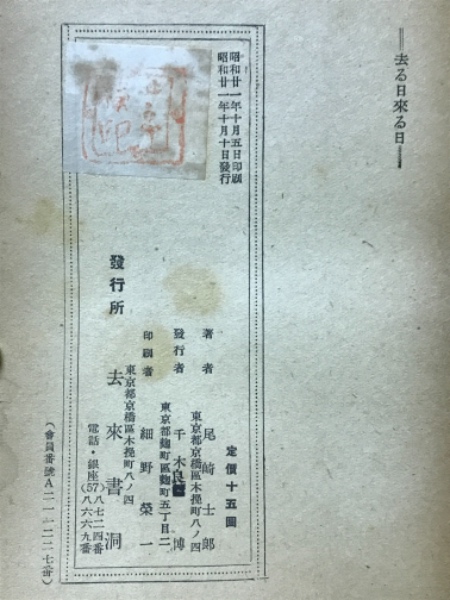 去る日來る日
昭和廿一年十月五日印刷
昭和廿一年十月十日發行
定價十五圓
著者 尾崎士郎
東京都京橋區木挽町八ノ四
發行者 千木良 博
東京都麴町區麴町五丁目二
印刷者 細野榮一
東京都京橋區木挽町八ノ四
發行所 去來書洞
電話・銀座(57)八七二四番
八六六九番
(會員番號A二一一二二七番)